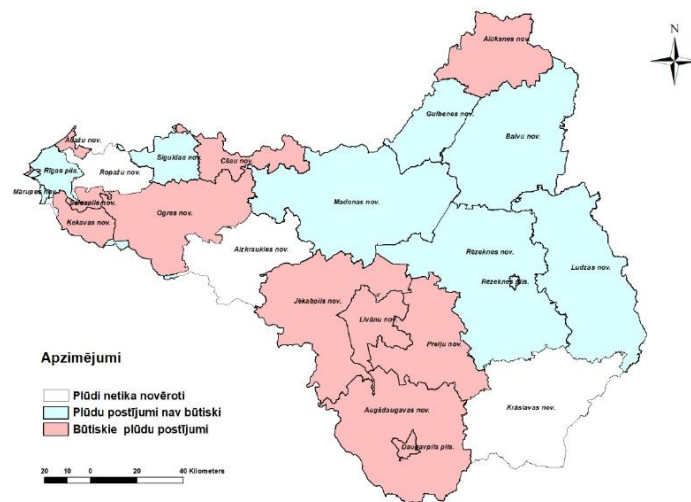 N
Alūksnes nov.
Gulbenes nov.
Balvu nov.
Ādažu nov.
Siguldas nov.
Cēsu nov.
Rīgas pils.
Ropažu nov.
Mārupes nov.
Salaspils nov.
Ķekavas nov.
Ogres nov.
Madonas nov.
Aizkraukles nov.
Rēzeknes nov.
Ludzas nov.
Rēzeknes pils.
Jēkabpils nov.
Līvānu nov.
Preiļu nov.
Augšdaugavas nov.
Krāslavas nov.
Daugavpils pils.
Apzīmējumi
Plūdi netika novēroti
Plūdu postījumi nav būtiski
Būtiskie plūdu postījumi
20 10 0 20 40 Kilometers